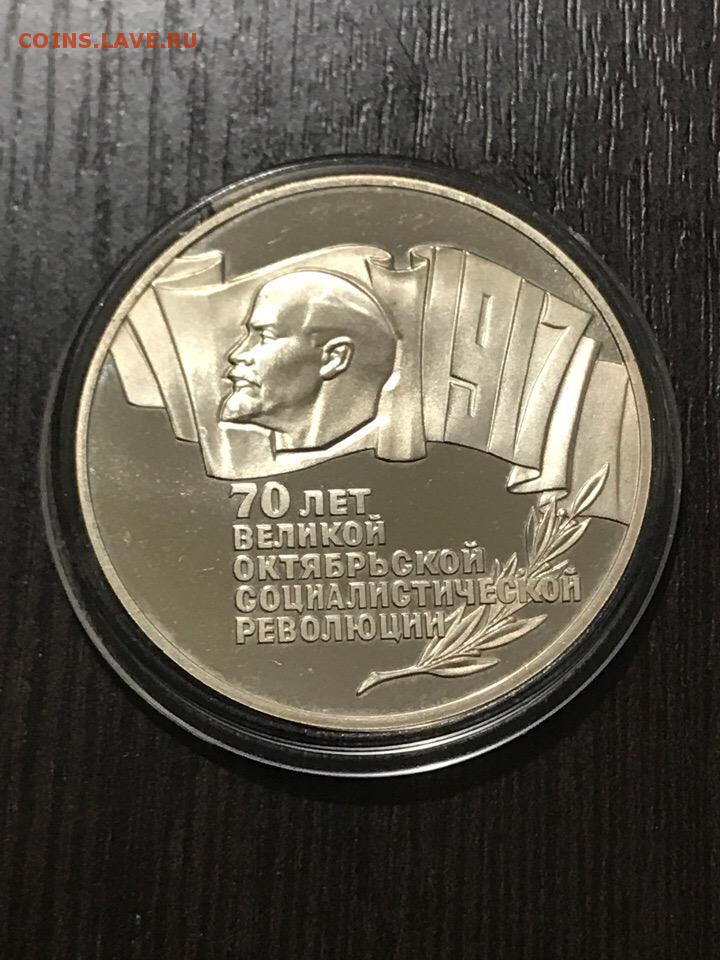 COINS.LAVE.RU
1917
70 ЛЕТ
ВЕЛИКОЙ
ОКТЯБРЬСКОЙ
СОЦИАЛИСТИЧЕСКОЙ
РЕВОЛЮЦИИ